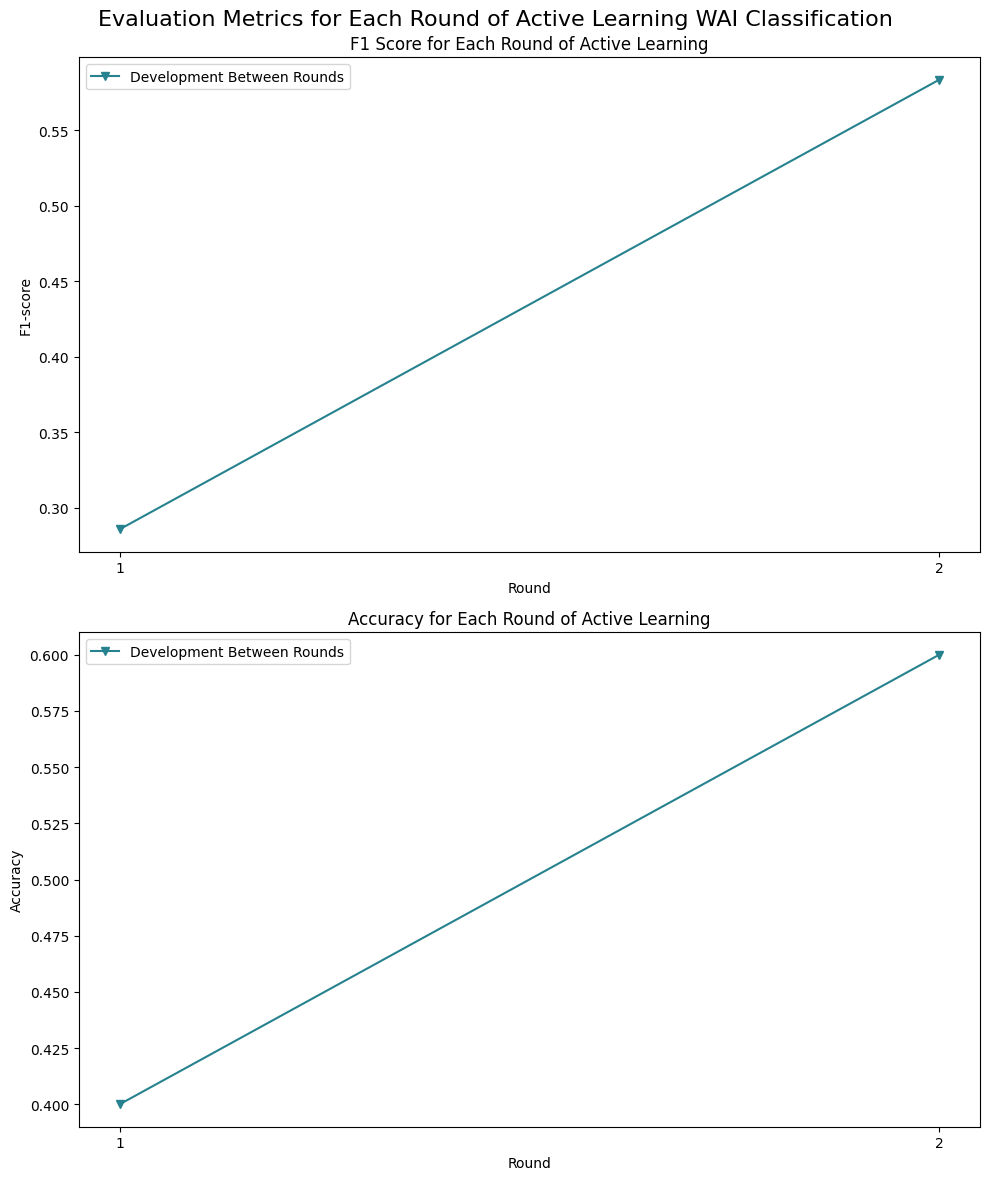 Evaluation Metrics for Each Round of Active Learning WAI Classification
F1 Score for Each Round of Active Learning
Development Between Rounds
0.55
0.50
0.45
0.40
0.35
0.30
F1-score
1
2
Round
Accuracy for Each Round of Active Learning
Development Between Rounds
0.600
0.575
0.550
0.525
0.500
0.475
0.450
0.425
0.400
Accuracy
1
2
Round